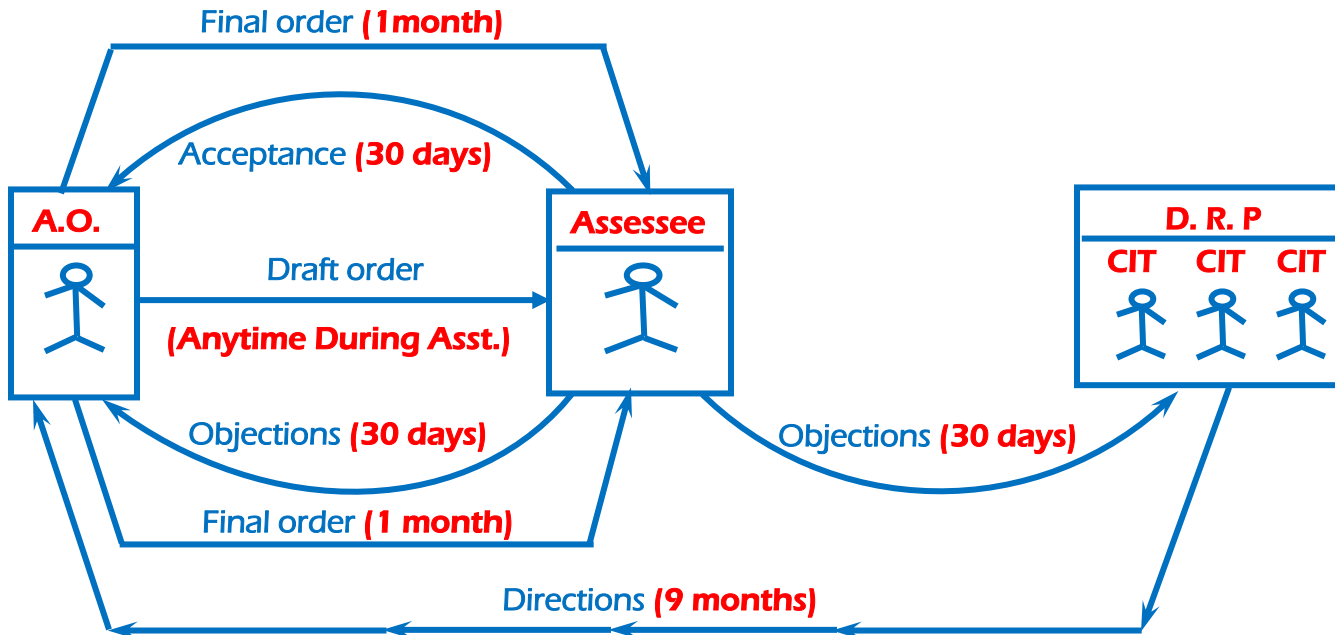 Final order (1month)
Acceptance (30 days)
A.O.
Assessee
D. R. P
CIT CIT CIT
Draft order
(Anytime During Asst.)
Objections (30 days)
Objections (30 days)
Final order (1 month)
Directions (9 months)